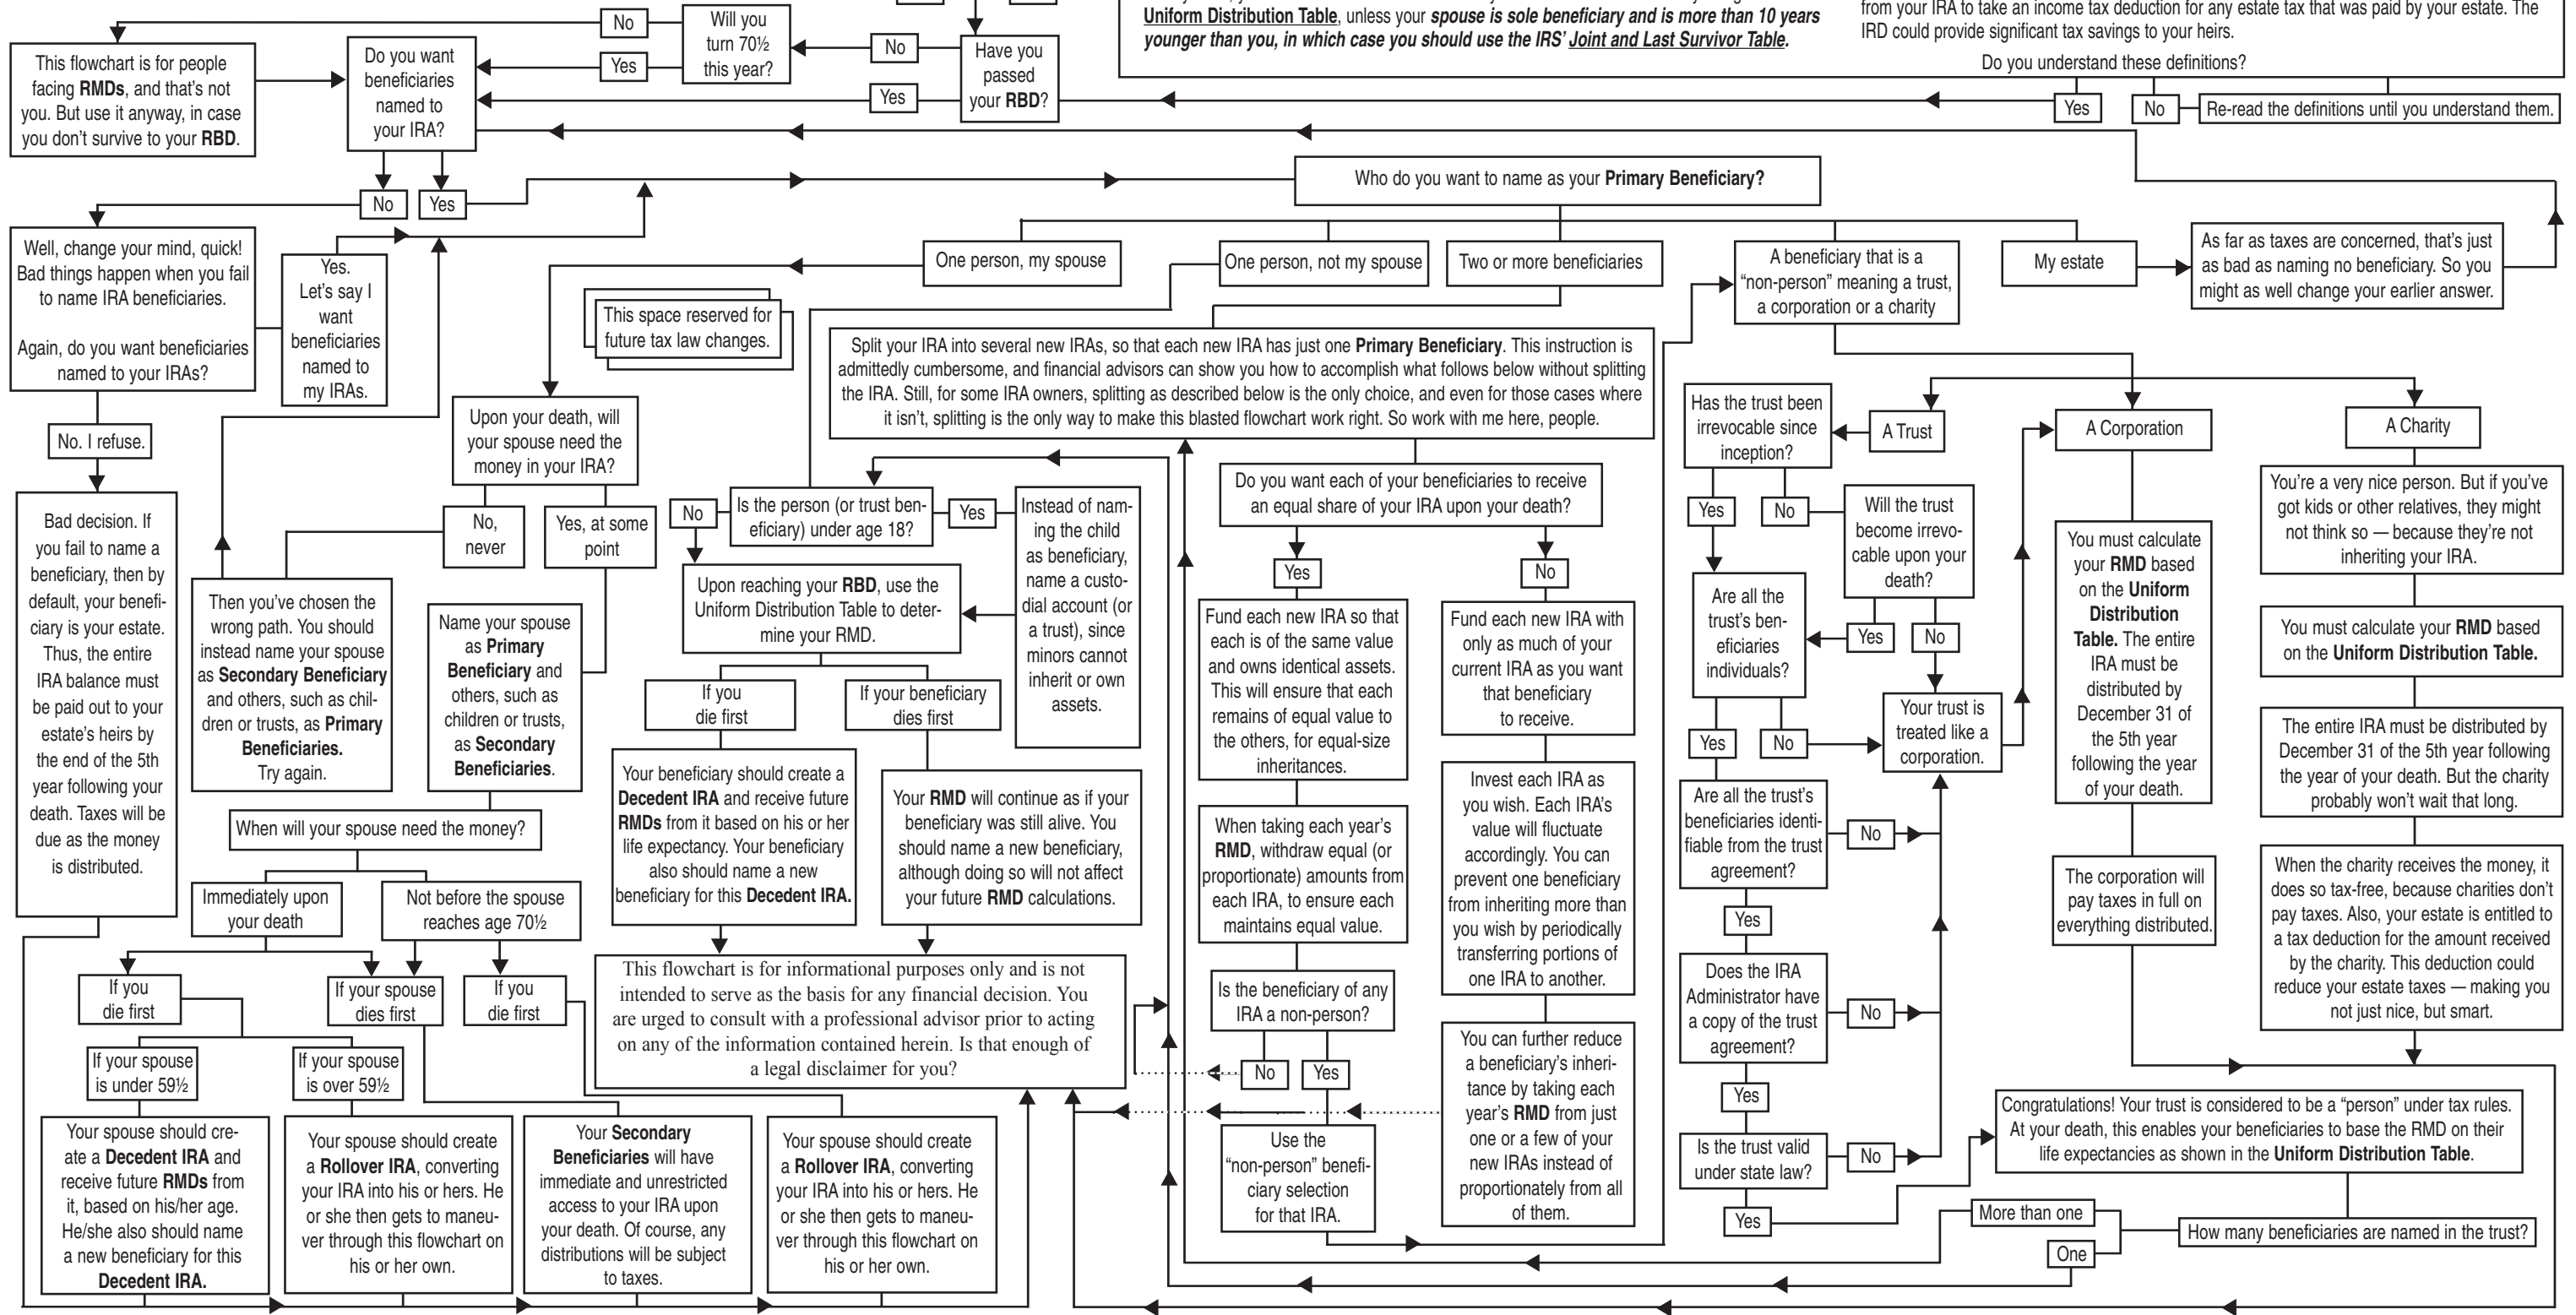 Uniform Distribution Table, unless your spouse is sole beneficiary and is more than 10 years
younger than you, in which case you should use the IRS’ Joint and Last Survivor Table.
from your IRA to take an income tax deduction for any estate tax that was paid by your estate. The
IRD could provide significant tax savings to your heirs.
Do you understand these definitions?
Yes
No
Re-read the definitions until you understand them.
Have you
passed
your RBD?
No
Yes
Will you
turn 70½
this year?
No
Yes
This flowchart is for people
facing RMDs, and that’s not
you. But use it anyway, in case
you don’t survive to your RBD.
Do you want
beneficiaries
named to
your IRA?
No
Yes
Who do you want to name as your Primary Beneficiary?
Well, change your mind, quick!
Bad things happen when you fail
to name IRA beneficiaries.
Again, do you want beneficiaries
named to your IRAs?
Yes.
Let’s say I
want
beneficiaries
named to
my IRAs.
No. I refuse.
Bad decision. If
you fail to name a
beneficiary, then by
default, your benefi-
ciary is your estate.
Thus, the entire
IRA balance must
be paid out to your
estate’s heirs by
the end of the 5th
year following your
death. Taxes will be
due as the money
is distributed.
One person, my spouse
One person, not my spouse
Two or more beneficiaries
A beneficiary that is a
“non-person” meaning a trust,
a corporation or a charity
My estate
As far as taxes are concerned, that’s just
as bad as naming no beneficiary. So you
might as well change your earlier answer.
This space reserved for
future tax law changes.
Upon your death, will
your spouse need the
money in your IRA?
No,
never
Yes, at some
point
Then you’ve chosen the
wrong path. You should
instead name your spouse
as Secondary Beneficiary
and others, such as chil-
dren or trusts, as Primary
Beneficiaries.
Try again.
Name your spouse
as Primary
Beneficiary and
others, such as
children or trusts,
as Secondary
Beneficiaries.
When will your spouse need the money?
Immediately upon
your death
Not before the spouse
reaches age 70½
If you
die first
If your spouse
dies first
If you
die first
If your spouse
is under 59½
If your spouse
is over 59½
Your spouse should cre-
ate a Decedent IRA and
receive future RMDs from
it, based on his/her age.
He/she also should name
a new beneficiary for this
Decedent IRA.
Your spouse should create
a Rollover IRA, converting
your IRA into his or hers. He
or she then gets to maneu-
ver through this flowchart on
his or her own.
Your Secondary
Beneficiaries will have
immediate and unrestricted
access to your IRA upon
your death. Of course, any
distributions will be subject
to taxes.
Your spouse should create
a Rollover IRA, converting
your IRA into his or hers. He
or she then gets to maneu-
ver through this flowchart on
his or her own.
Split your IRA into several new IRAs, so that each new IRA has just one Primary Beneficiary. This instruction is
admittedly cumbersome, and financial advisors can show you how to accomplish what follows below without splitting
the IRA. Still, for some IRA owners, splitting as described below is the only choice, and even for those cases where
it isn’t, splitting is the only way to make this blasted flowchart work right. So work with me here, people.
Is the person (or trust ben-
eficiary) under age 18?
No
Yes
Instead of nam-
ing the child
as beneficiary,
name a custo-
dial account (or
a trust), since
minors cannot
inherit or own
assets.
Upon reaching your RBD, use the
Uniform Distribution Table to deter-
mine your RMD.
If you
die first
If your beneficiary
dies first
Your beneficiary should create a
Decedent IRA and receive future
RMDs from it based on his or her
life expectancy. Your beneficiary
also should name a new
beneficiary for this Decedent IRA.
Your RMD will continue as if your
beneficiary was still alive. You
should name a new beneficiary,
although doing so will not affect
your future RMD calculations.
This flowchart is for informational purposes only and is not
intended to serve as the basis for any financial decision. You
are urged to consult with a professional advisor prior to acting
on any of the information contained herein. Is that enough of
a legal disclaimer for you?
Do you want each of your beneficiaries to receive
an equal share of your IRA upon your death?
Yes
No
Fund each new IRA so that
each is of the same value
and owns identical assets.
This will ensure that each
remains of equal value to
the others, for equal-size
inheritances.
When taking each year’s
RMD, withdraw equal (or
proportionate) amounts from
each IRA, to ensure each
maintains equal value.
Is the beneficiary of any
IRA a non-person?
No
Yes
Use the
“non-person” benefi-
ciary selection
for that IRA.
Fund each new IRA with
only as much of your
current IRA as you want
that beneficiary
to receive.
Invest each IRA as
you wish. Each IRA’s
value will fluctuate
accordingly. You can
prevent one beneficiary
from inheriting more than
you wish by periodically
transferring portions of
one IRA to another.
You can further reduce
a beneficiary’s inheri-
tance by taking each
year’s RMD from just
one or a few of your
new IRAs instead of
proportionately from all
of them.
A Trust
A Corporation
A Charity
Has the trust been
irrevocable since
inception?
Yes
No
Will the trust
become irrevo-
cable upon your
death?
Yes
No
Are all the
trust’s ben-
eficiaries
individuals?
Yes
No
Your trust is
treated like a
corporation.
Are all the trust’s
beneficiaries identi-
fiable from the trust
agreement?
No
Yes
Does the IRA
Administrator have
a copy of the trust
agreement?
No
Yes
Is the trust valid
under state law?
No
Yes
You must calculate
your RMD based
on the Uniform
Distribution
Table. The entire
IRA must be
distributed by
December 31 of
the 5th year
following the year
of your death.
The corporation will
pay taxes in full on
everything distributed.
You’re a very nice person. But if you’ve
got kids or other relatives, they might
not think so — because they’re not
inheriting your IRA.
You must calculate your RMD based
on the Uniform Distribution Table.
The entire IRA must be distributed by
December 31 of the 5th year following
the year of your death. But the charity
probably won’t wait that long.
When the charity receives the money, it
does so tax-free, because charities don’t
pay taxes. Also, your estate is entitled to
a tax deduction for the amount received
by the charity. This deduction could
reduce your estate taxes — making you
not just nice, but smart.
Congratulations! Your trust is considered to be a “person” under tax rules.
At your death, this enables your beneficiaries to base the RMD on their
life expectancies as shown in the Uniform Distribution Table.
How many beneficiaries are named in the trust?
More than one
One